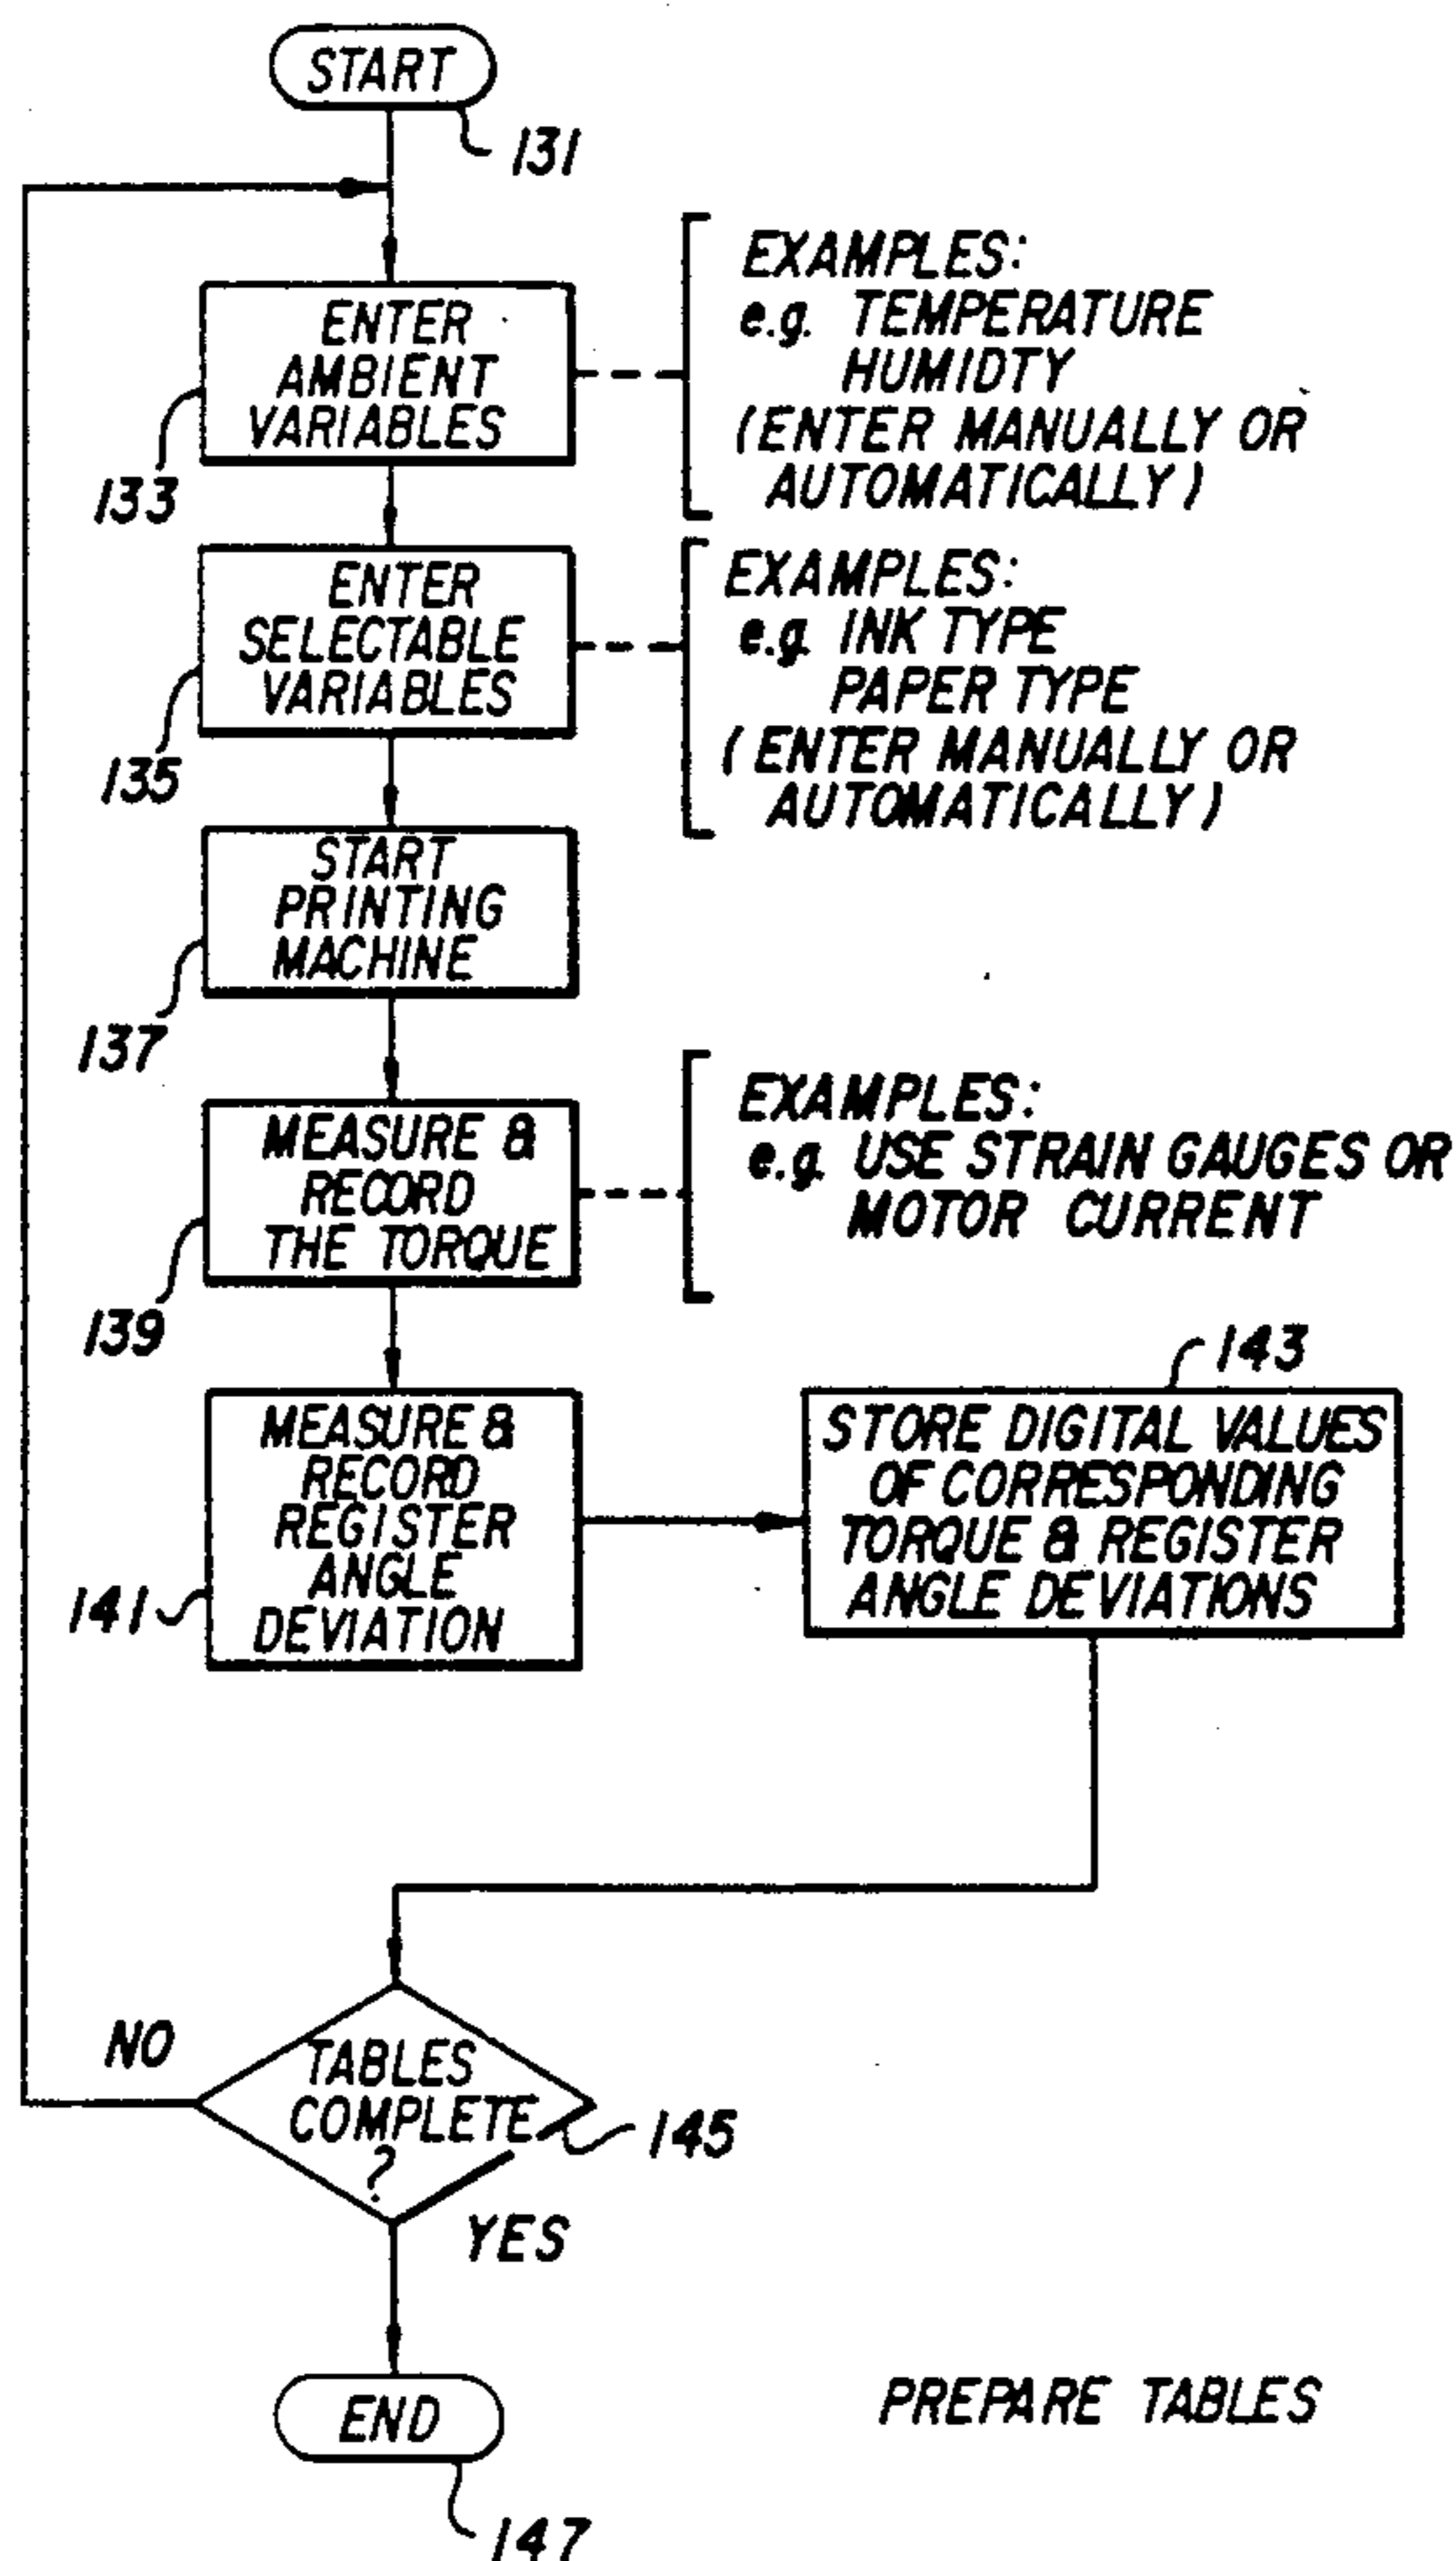 START
131
ENTER
AMBIENT
VARIABLES
133
EXAMPLES:
e.g. TEMPERATURE
HUMIDTY
(ENTER MANUALLY OR
AUTOMATICALLY)
ENTER
SELECTABLE
VARIABLES
135
EXAMPLES:
e.g. INK TYPE
PAPER TYPE
(ENTER MANUALLY OR
AUTOMATICALLY)
START
PRINTING
MACHINE
137
MEASURE &
RECORD
THE TORQUE
139
EXAMPLES:
e.g. USE STRAIN GAUGES OR
MOTOR CURRENT
MEASURE &
RECORD
REGISTER
ANGLE
DEVIATION
141
143
STORE DIGITAL VALUES
OF CORRESPONDING
TORQUE & REGISTER
ANGLE DEVIATIONS
NO
TABLES
COMPLETE
?
145
YES
END
147
PREPARE TABLES